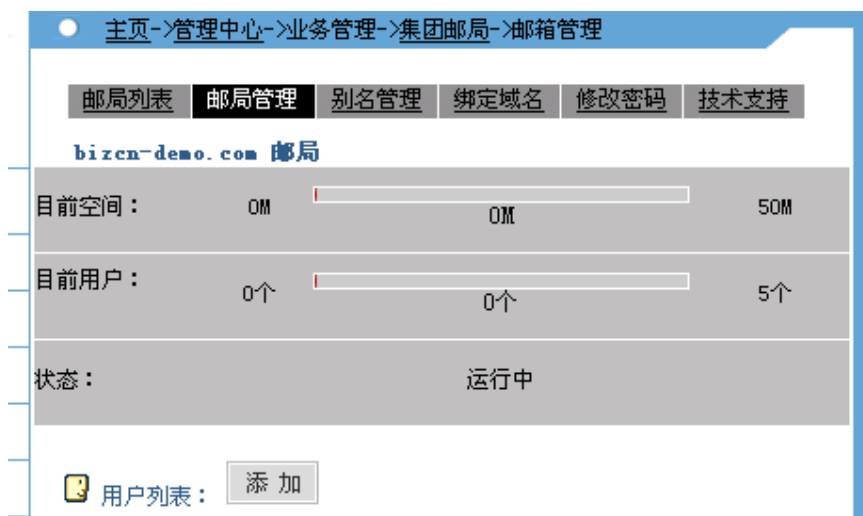 主页->管理中心->业务管理->集团邮局->邮箱管理
邮局列表 邮局管理 别名管理 绑定域名 修改密码 技术支持
bizcn-demo.com 邮局
目前空间： 0M 0M 50M
目前用户： 0个 0个 5个
状态： 运行中
用户列表： 添 加